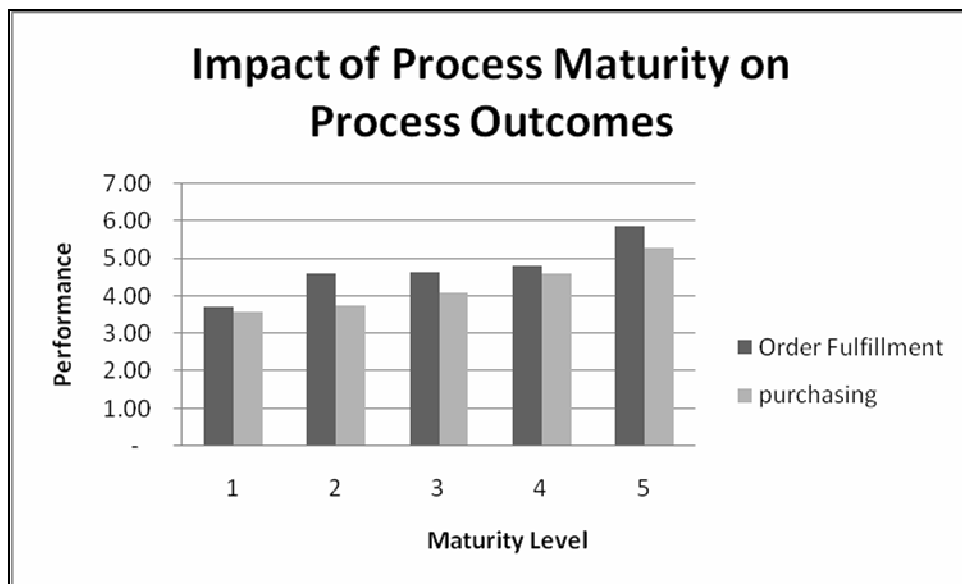 Impact of Process Maturity on
Process Outcomes
7.00
6.00
5.00
4.00
3.00
2.00
1.00
-
Performance
1 2 3 4 5
Maturity Level
Order Fulfillment
purchasing